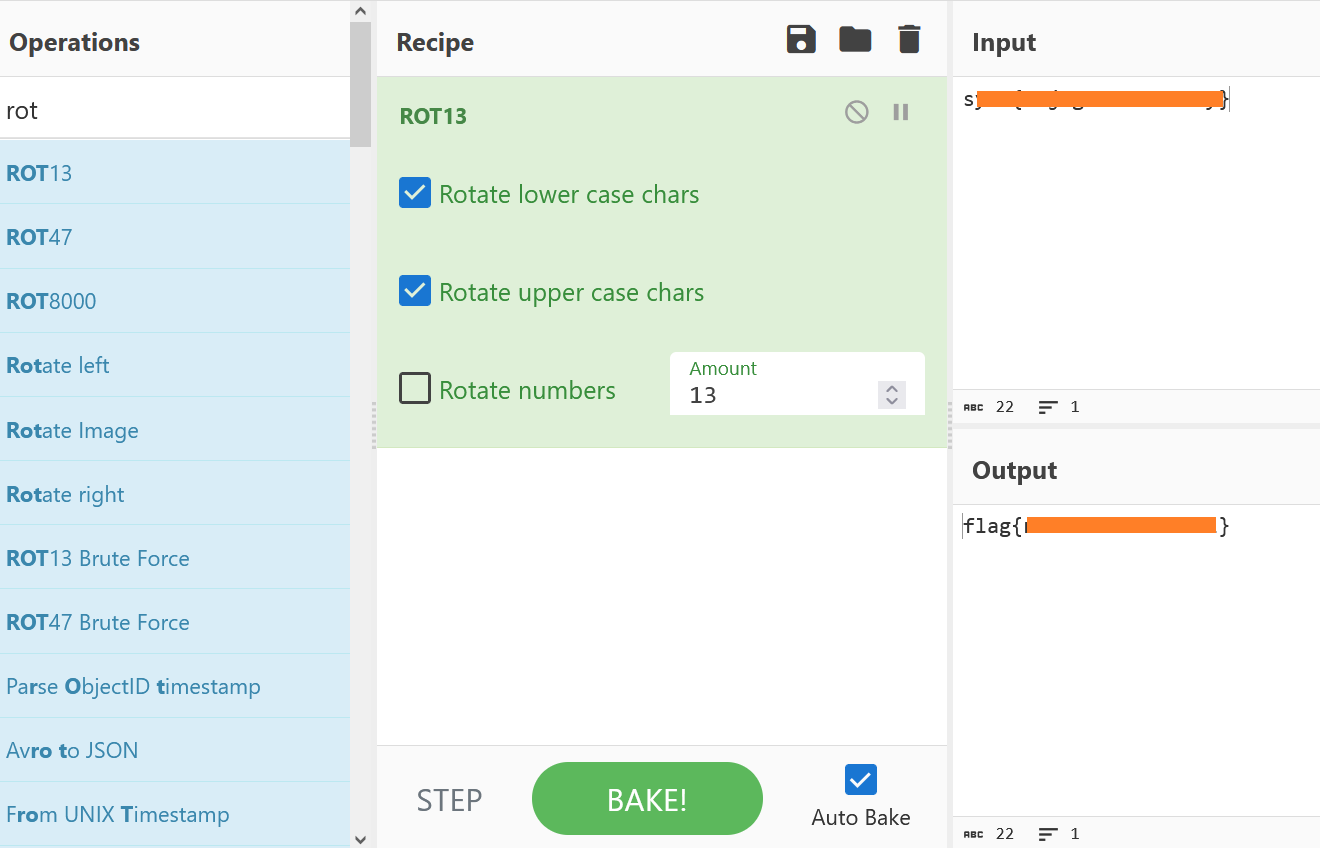 Operations
rot
ROT13
ROT47
ROT8000
Rotate left
Rotate Image
Rotate right
ROT13 Brute Force
ROT47 Brute Force
Parse ObjectID timestamp
Avro to JSON
From UNIX Timestamp
Recipe
ROT13
Rotate lower case chars
Rotate upper case chars
Rotate numbers
Amount
13
STEP
BAKE!
Auto Bake
Input
ABC 22 1
Output
flag{ }
ABC 22 1